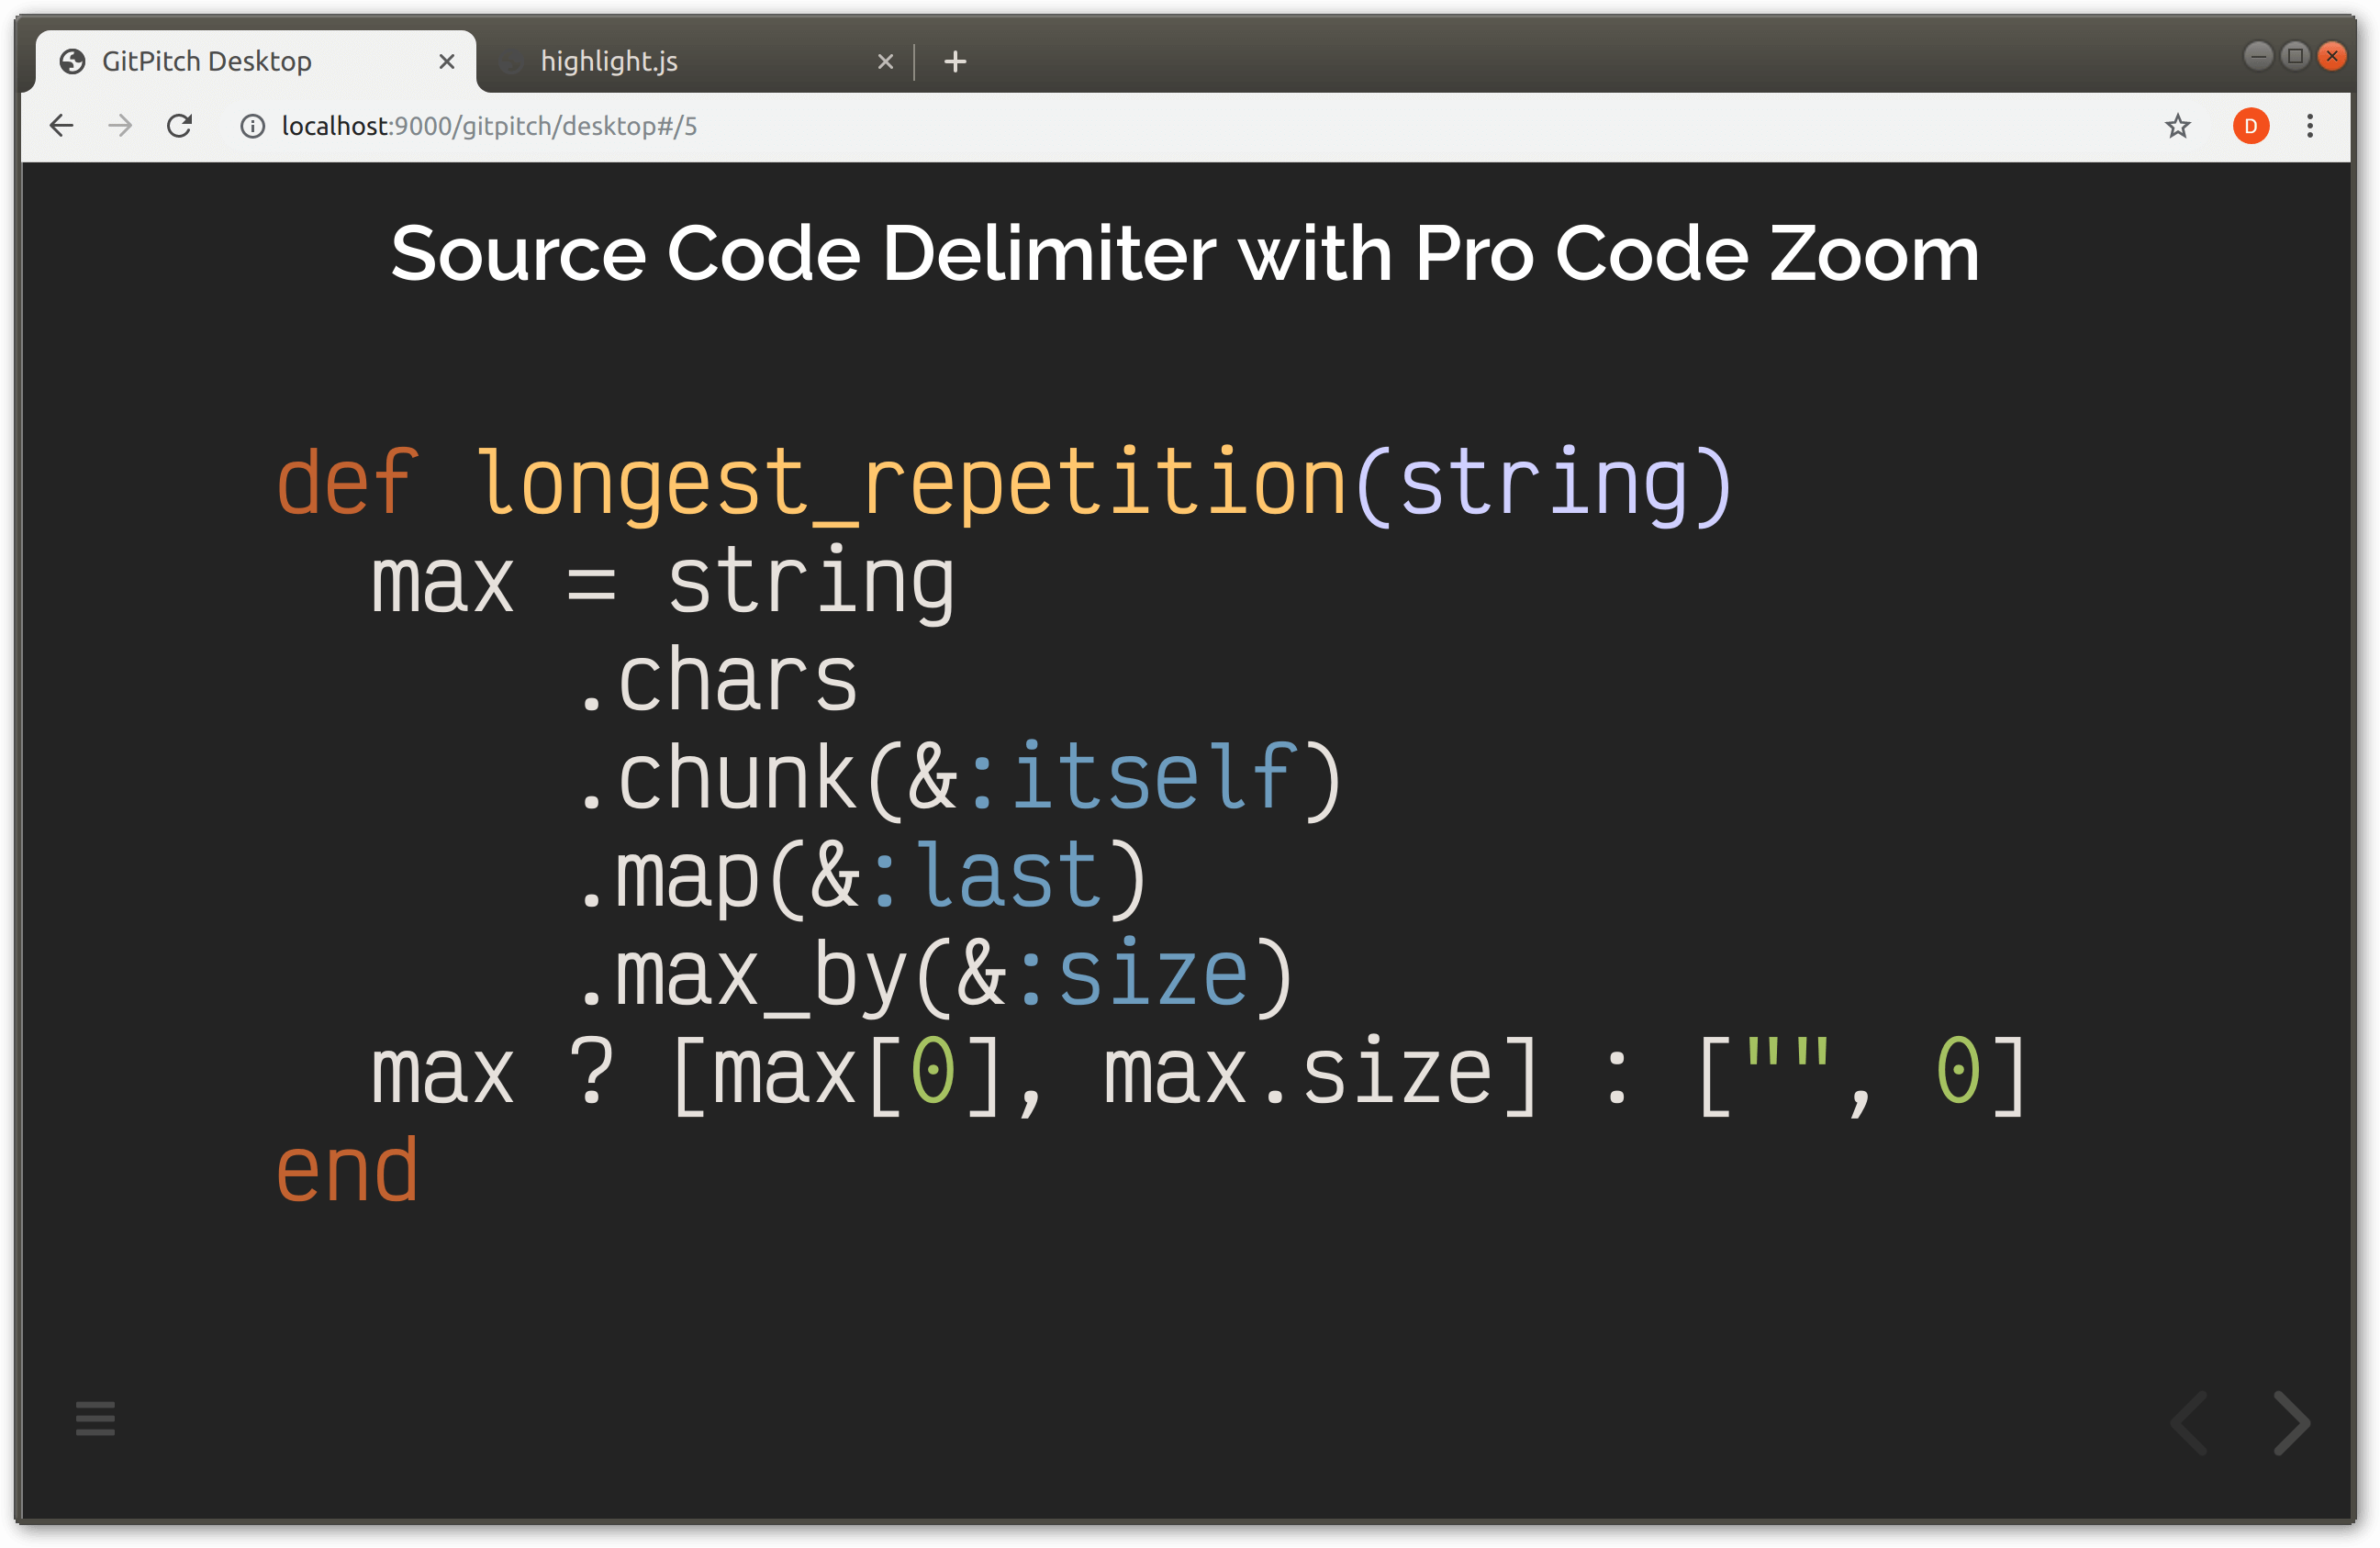 GitPitch Desktop
highlight.js
localhost:9000/gitpitch/desktop#/5
D
Source Code Delimiter with Pro Code Zoom
def longest_repetition(string)
  max = string
      .chars
      .chunk(&:itself)
      .map(&:last)
      .max_by(&:size)
  max ? [max[0], max.size] : ["", 0]
end